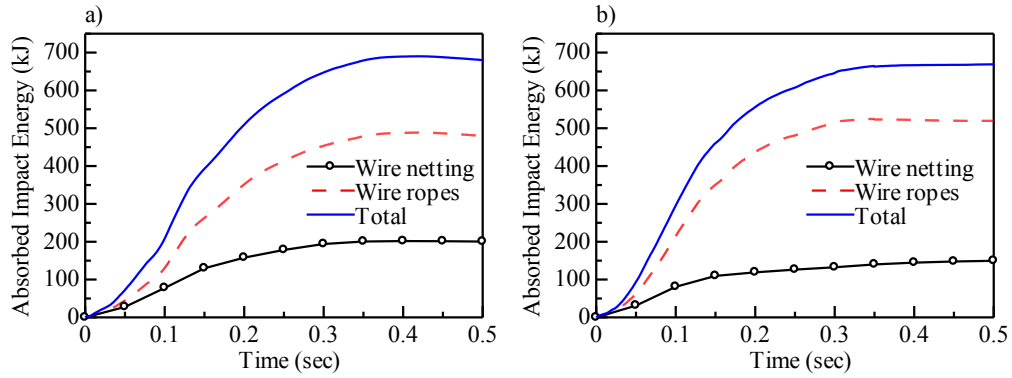 a)
Absorbed Impact Energy (kJ)
700
600
500
400
300
200
100
0
Wire netting
Wire ropes
Total
0 0.1 0.2 0.3 0.4 0.5
Time (sec)
b)
Absorbed Impact Energy (kJ)
700
600
500
400
300
200
100
0
Wire netting
Wire ropes
Total
0 0.1 0.2 0.3 0.4 0.5
Time (sec)